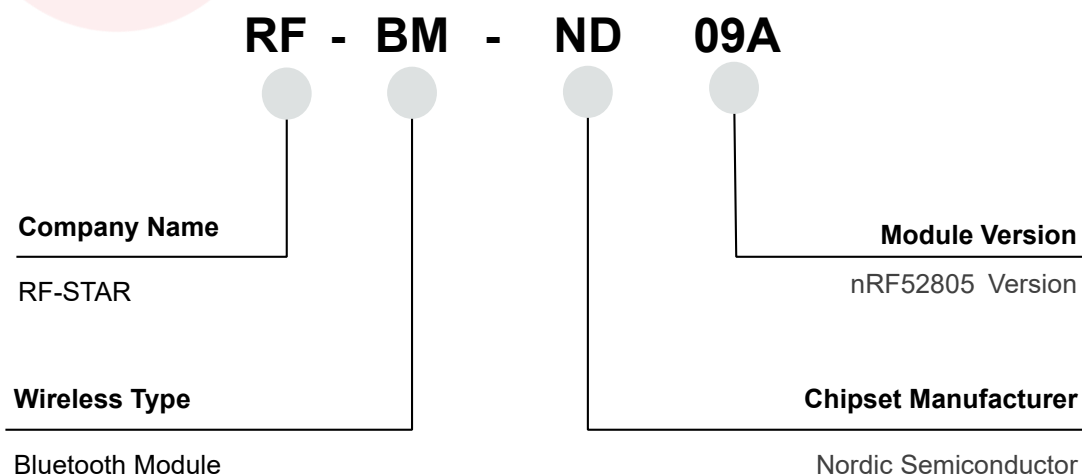 RF - BM - ND 09A
Company Name
RF-STAR
Module Version
nRF52805 Version
Wireless Type
Bluetooth Module
Chipset Manufacturer
Nordic Semiconductor